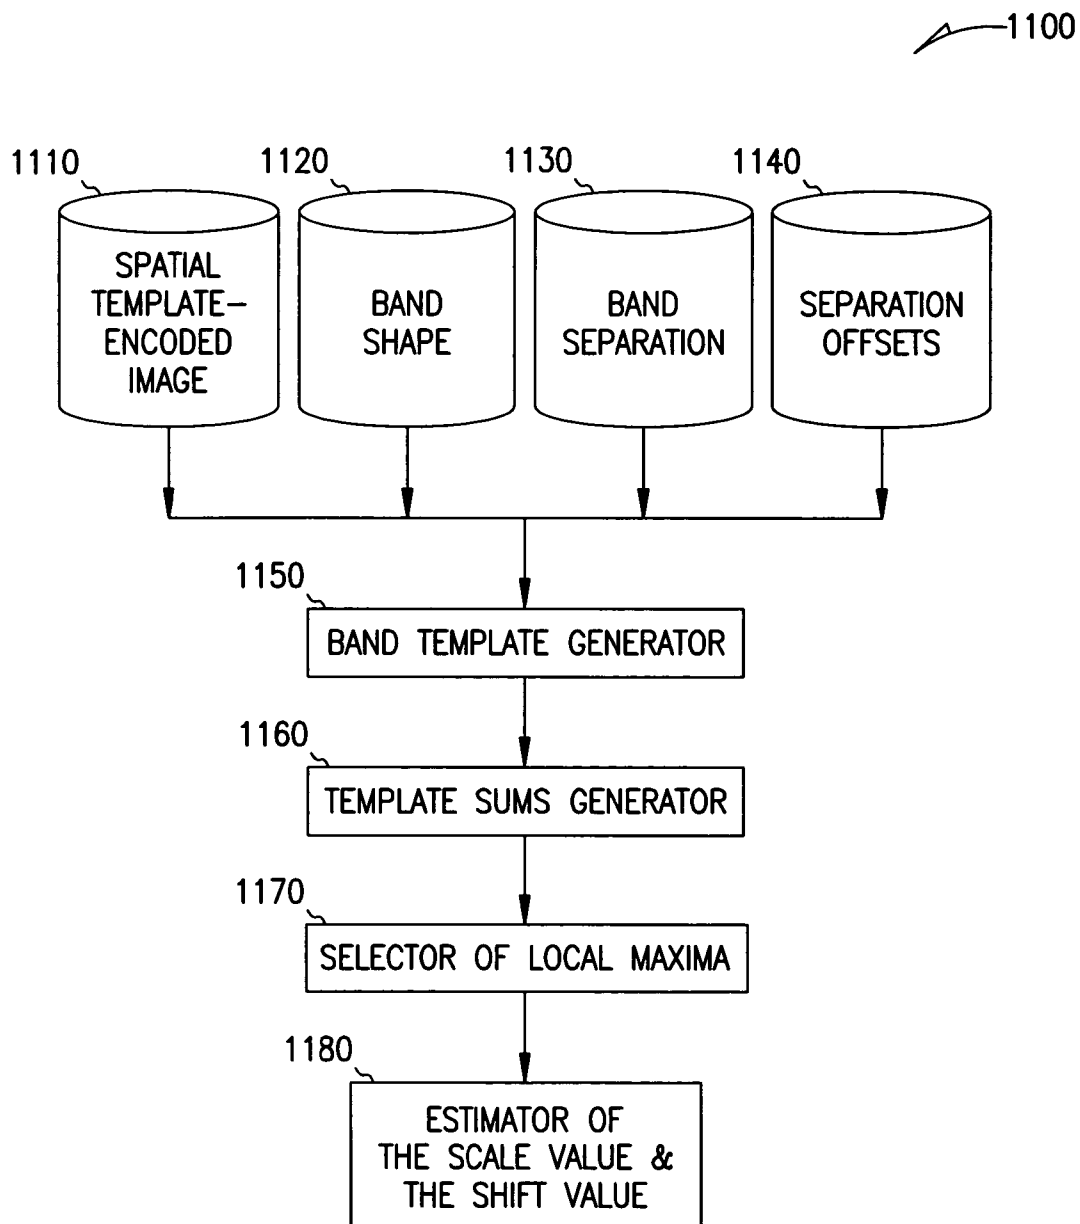 1100
1110
1120
1130
1140
SPATIAL
TEMPLATE-
ENCODED
IMAGE
BAND
SHAPE
BAND
SEPARATION
SEPARATION
OFFSETS
1150
BAND TEMPLATE GENERATOR
1160
TEMPLATE SUMS GENERATOR
1170
SELECTOR OF LOCAL MAXIMA
1180
ESTIMATOR OF
THE SCALE VALUE &
THE SHIFT VALUE